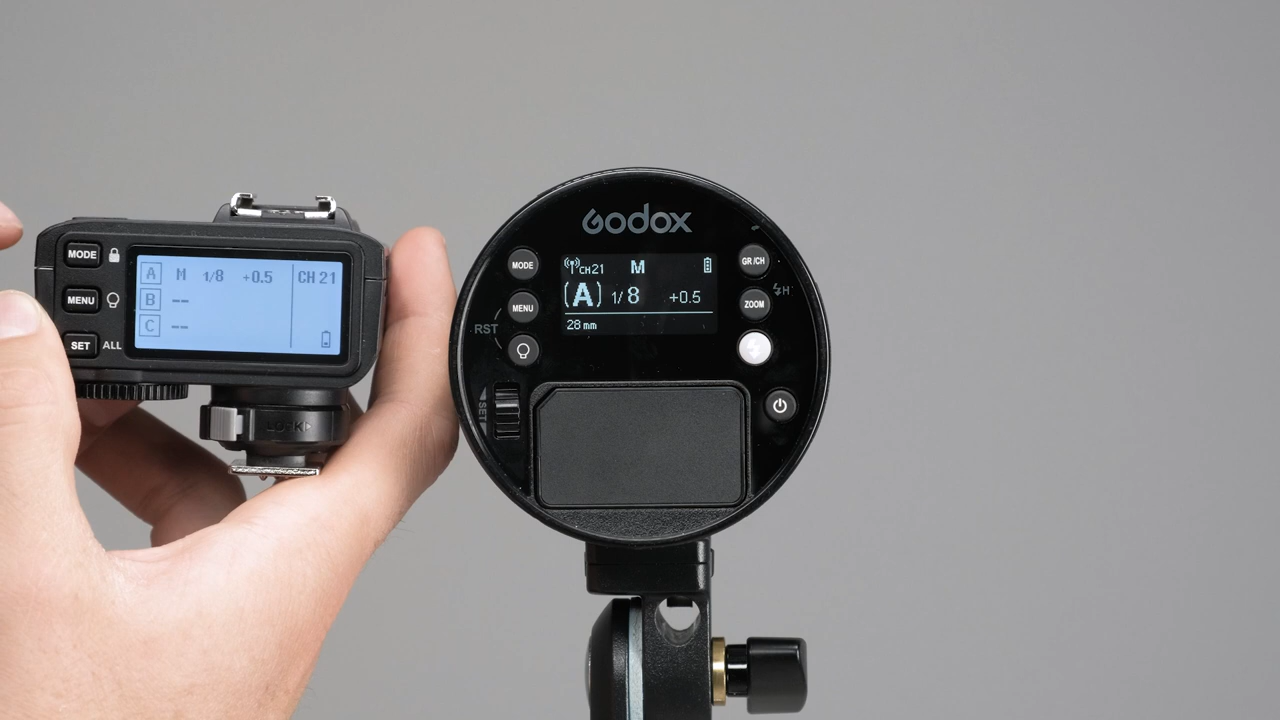 MODE
MENU
SET ALL
A M 1/8 +0.5 CH 21
B --
C --
LOCK
Godox
MODE
MENU
RST
SET
CH21 M
A 1/8 +0.5
28 mm
GR/CH
H
ZOOM